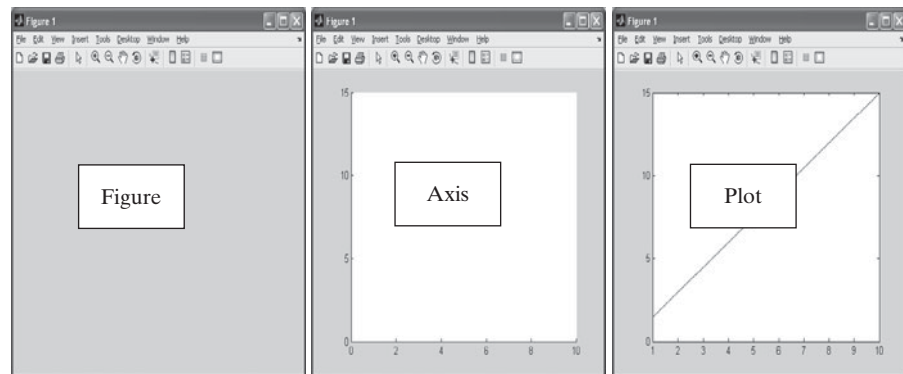 Figure 1
File Edit View Insert Tools Desktop Window Help
Figure
Figure 1
File Edit View Insert Tools Desktop Window Help
15
10
5
0
0 2 4 6 8 10
Axis
Figure 1
File Edit View Insert Tools Desktop Window Help
15
10
5
0
1 2 3 4 5 6 7 8 9 10
Plot